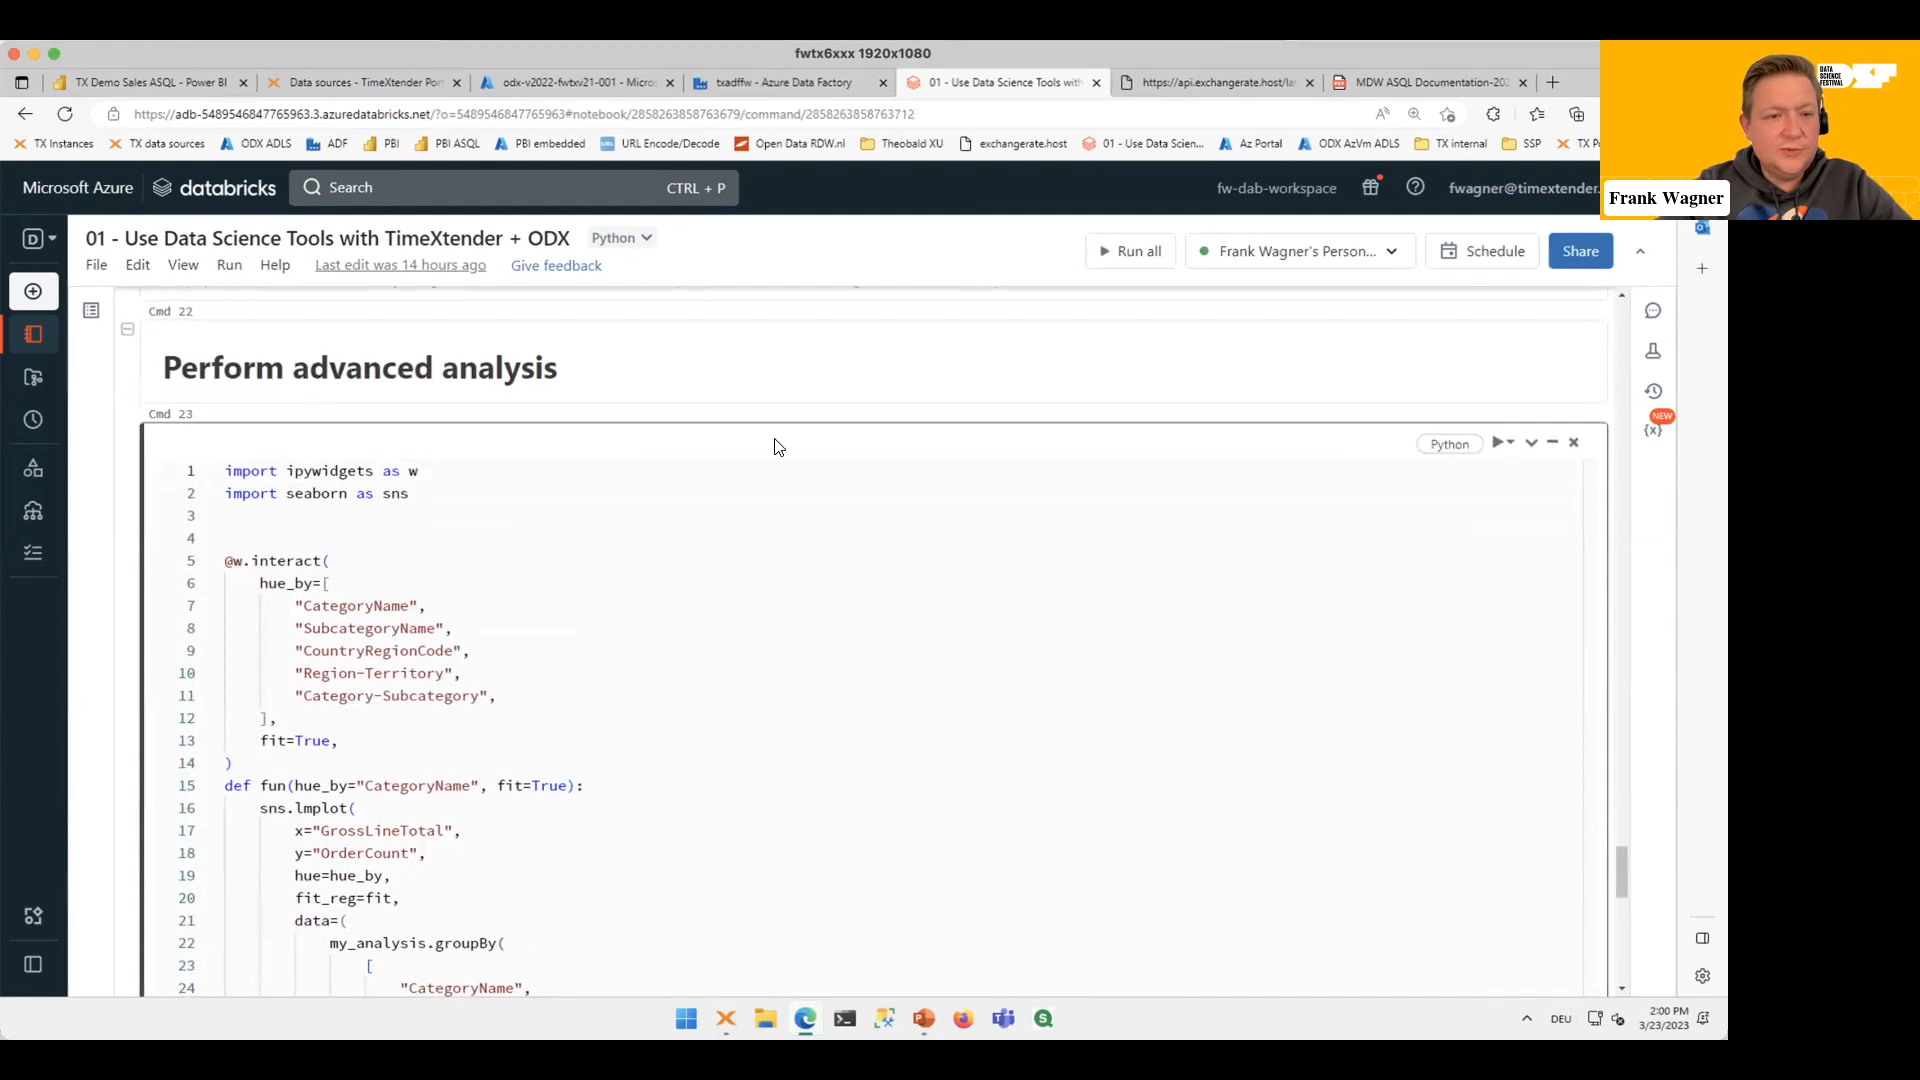 fwtx6xxx 1920x1080
TX Demo Sales ASQL - Power BI
Data sources - TimeXtender Por
odx-v2022-fwtxv21-001 - Micros
txadffw - Azure Data Factory
01 - Use Data Science Tools with
https://api.exchangerate.host/la
MDW ASQL Documentation-202
DATA
SCIENCE
FESTIVAL
https://adb-5489546847765963.3.azuredatabricks.net/?o=5489546847765963#notebook/2858263858763679/command/2858263858763712
TX Instances
TX data sources
ODX ADLS
ADF
PBI
PBI ASQL
PBI embedded
URL Encode/Decode
Open Data RDW.nl
Theobald XU
exchangerate.host
01 - Use Data Scien...
Az Portal
ODX AzVm ADLS
TX internal
SSP
TX P
Frank Wagner
Microsoft Azure
databricks
Search
CTRL + P
fw-dab-workspace
fwagner@timextender.
D
01 - Use Data Science Tools with TimeXtender + ODX
Python
File Edit View Run Help
Last edit was 14 hours ago
Give feedback
Run all
Frank Wagner's Person...
Schedule
Share
Cmd 22
Perform advanced analysis
Cmd 23
NEW
Python
1 import ipywidgets as w
2 import seaborn as sns
3
4
5 @w.interact(
6 hue_by=[
7 "CategoryName",
8 "SubcategoryName",
9 "CountryRegionCode",
10 "Region-Territory",
11 "Category-Subcategory",
12 ],
13 fit=True,
14 )
15 def fun(hue_by="CategoryName", fit=True):
16 sns.lmplot(
17 x="GrossLineTotal",
18 y="OrderCount",
19 hue=hue_by,
20 fit_reg=fit,
21 data=(
22 my_analysis.groupBy(
23 [
24 "CategoryName",
DEU
2:00 PM
3/23/2023